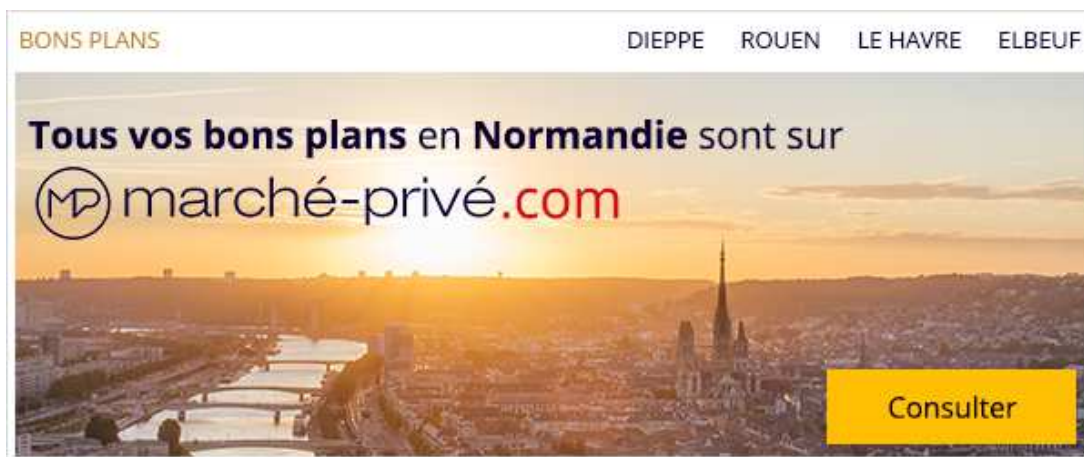 BONS PLANS DIEPPE ROUEN LE HAVRE ELBEUF
Tous vos bons plans en Normandie sont sur
MP marché-privé.com
Consulter